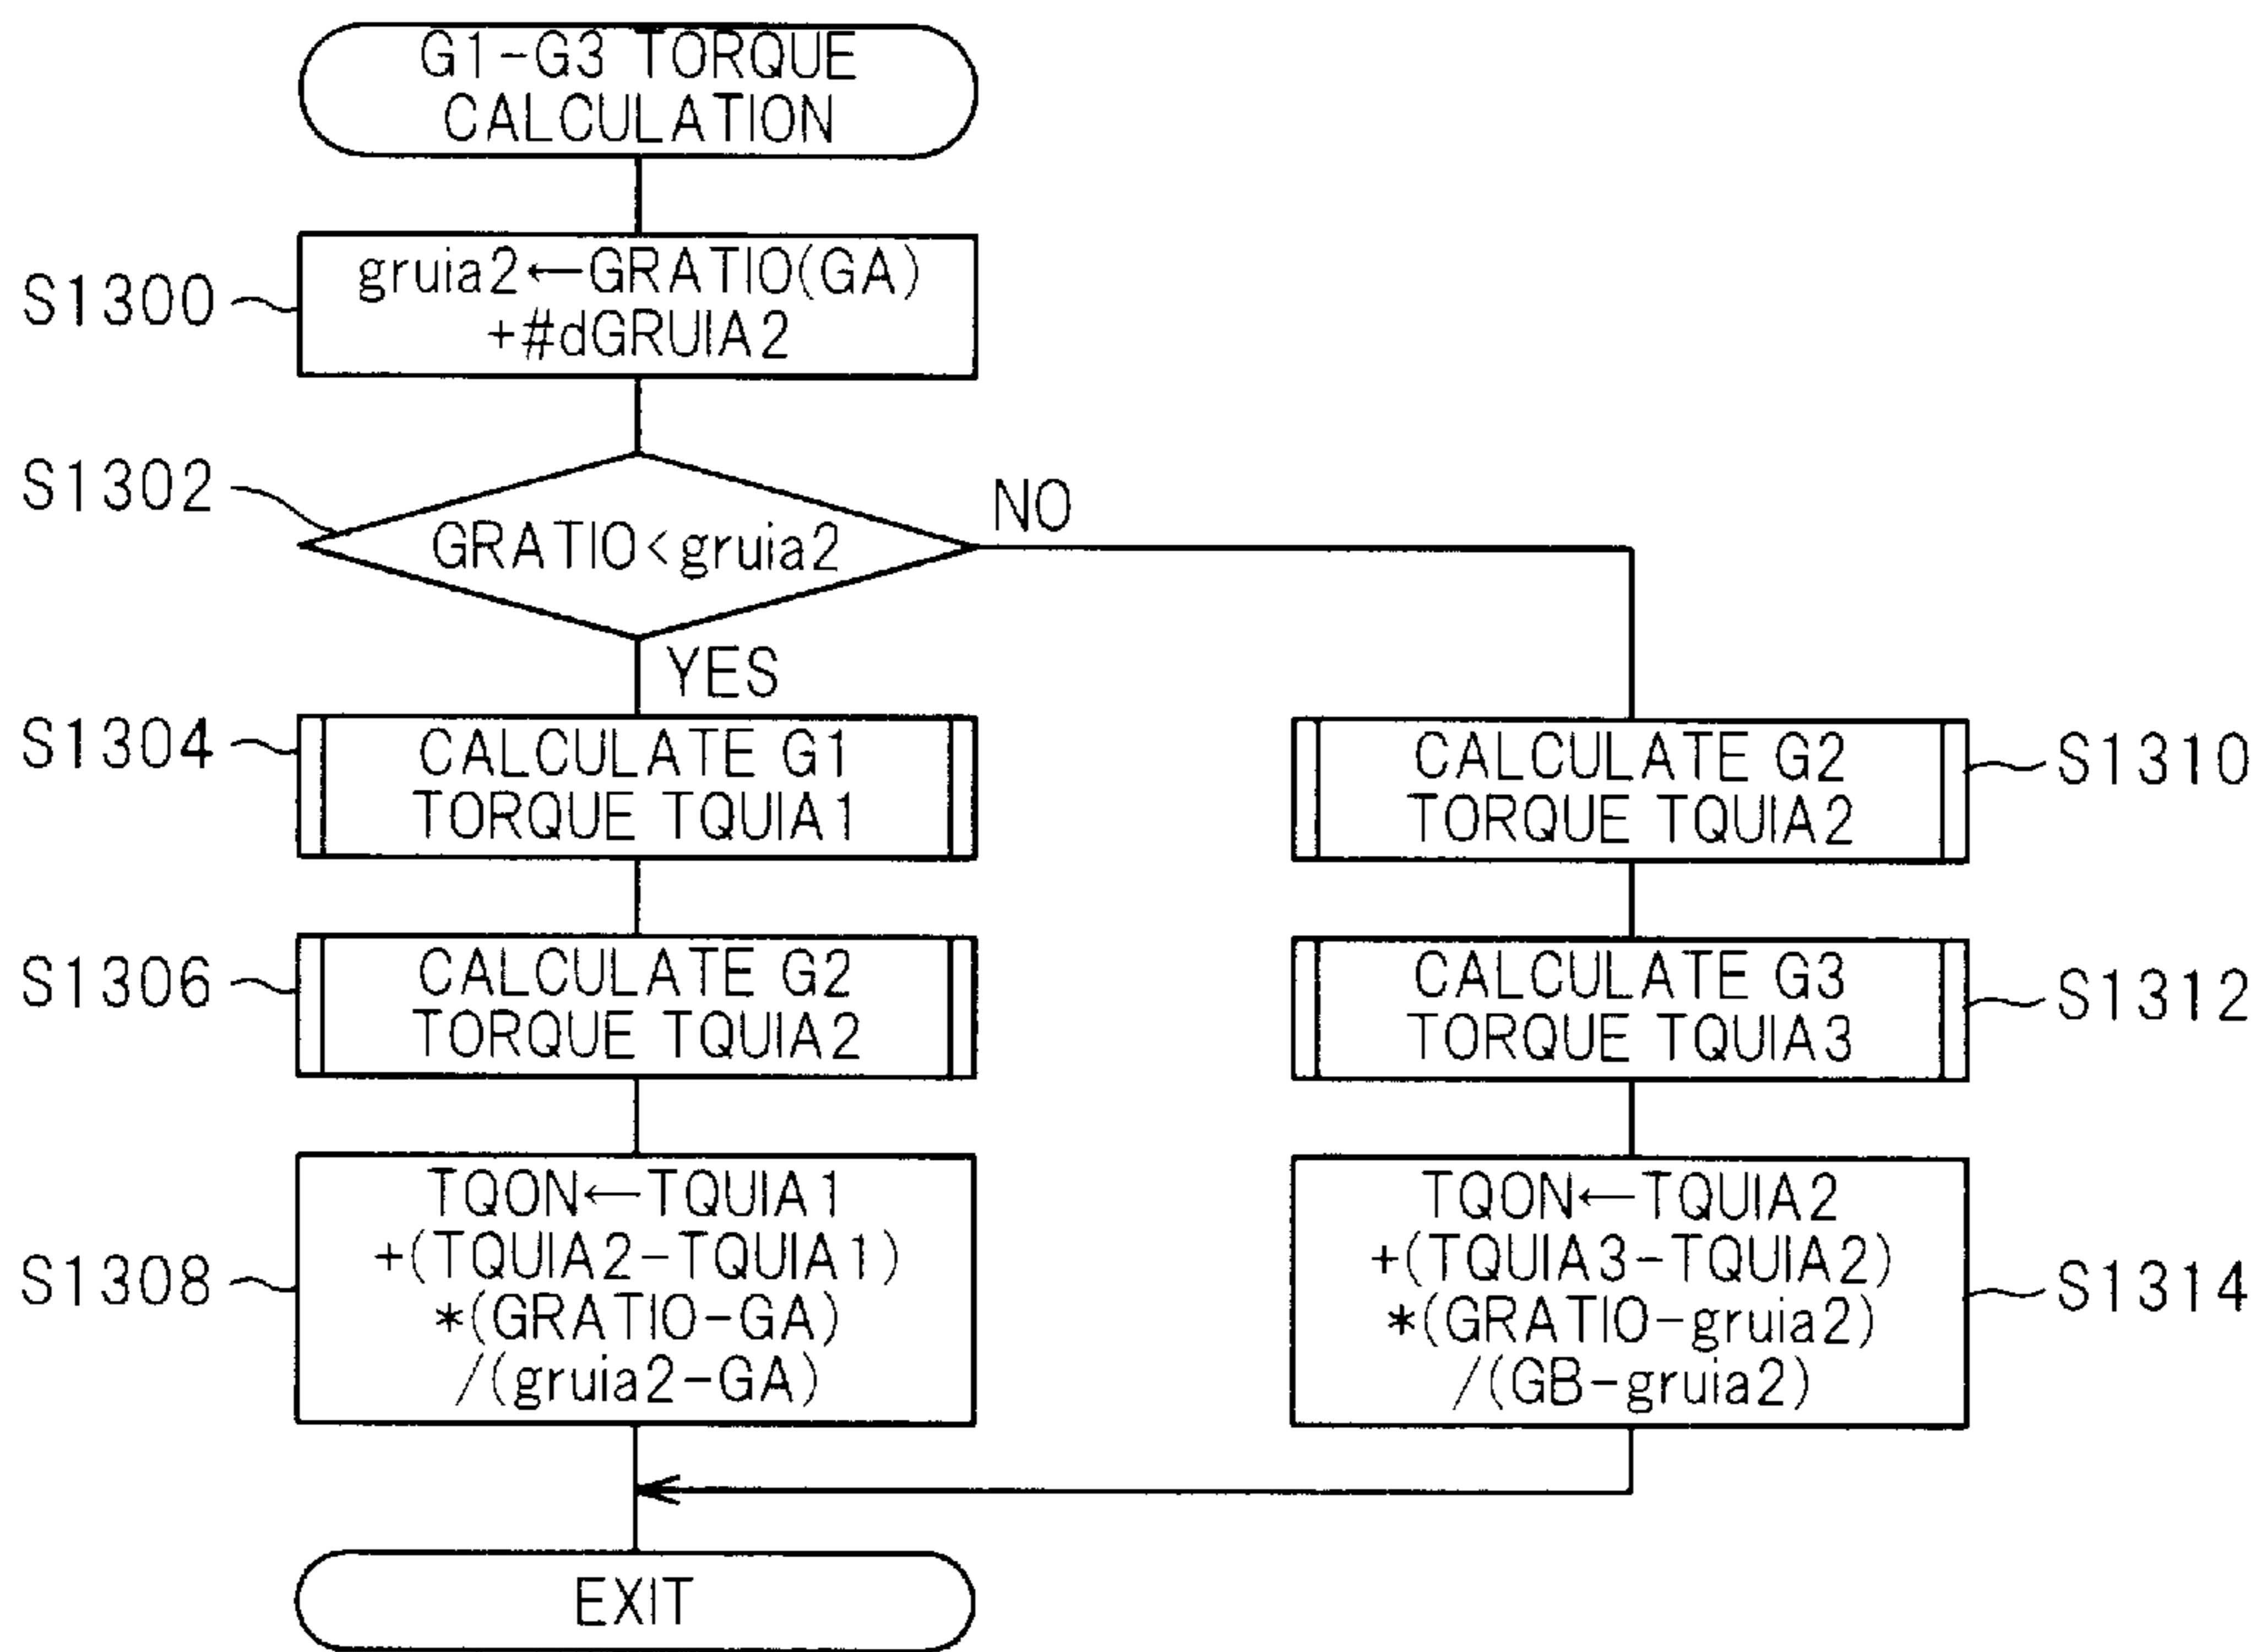 G1-G3 TORQUE
CALCULATION
S1300
gruia2←GRATIO(GA)
+#dGRUIA2
S1302
GRATIO<gruia2
NO
YES
S1304
CALCULATE G1
TORQUE TQUIA1
S1306
CALCULATE G2
TORQUE TQUIA2
S1308
TQON←TQUIA1
+(TQUIA2-TQUIA1)
*(GRATIO-GA)
/(gruia2-GA)
CALCULATE G2
TORQUE TQUIA2
S1310
CALCULATE G3
TORQUE TQUIA3
S1312
TQON←TQUIA2
+(TQUIA3-TQUIA2)
*(GRATIO-gruia2)
/(GB-gruia2)
S1314
EXIT